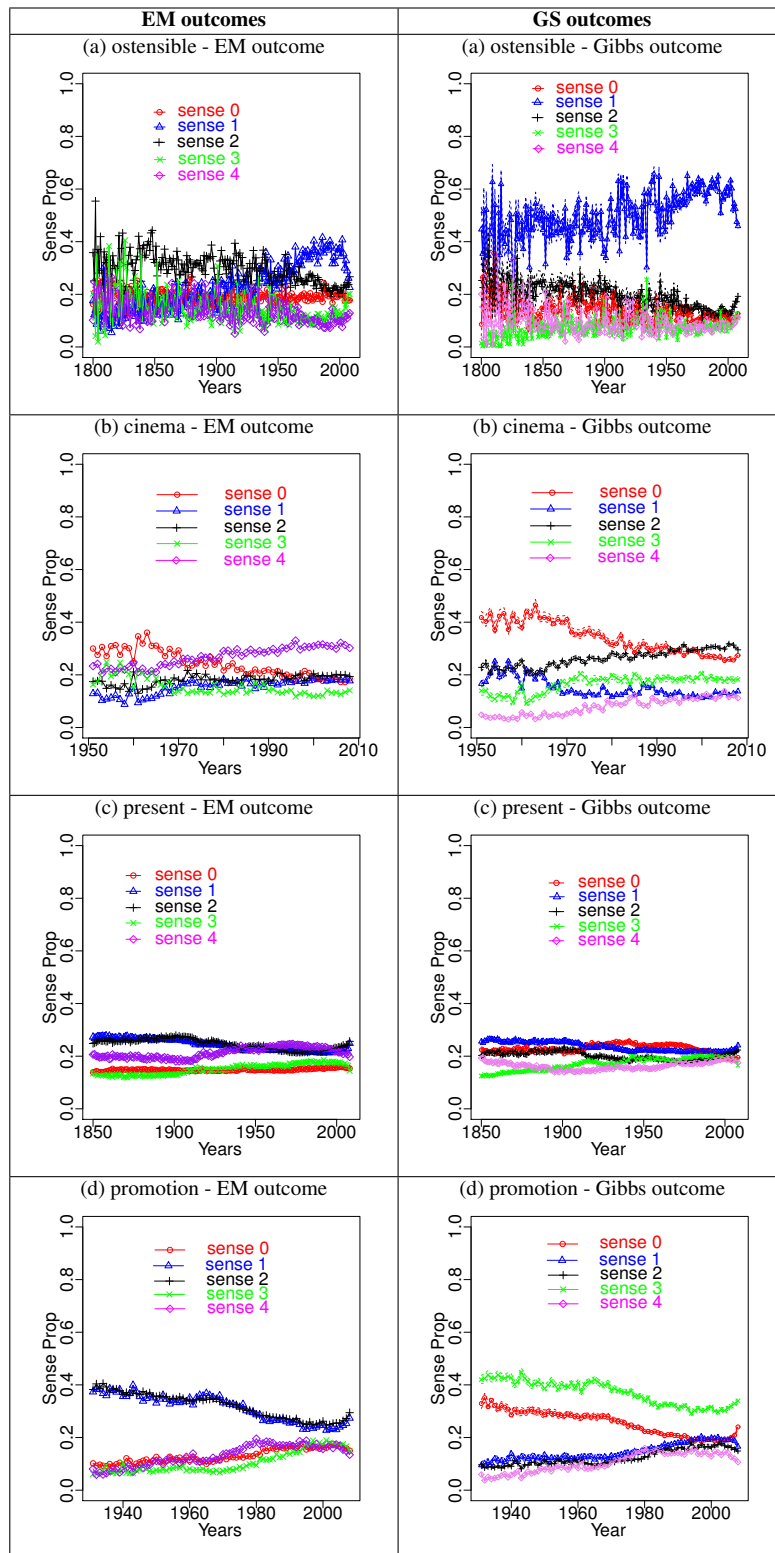 EM outcomes
GS outcomes
(a) ostensible - EM outcome
Sense Prop
1.0
0.8
0.6
0.4
0.2
0.0
sense 0
sense 1
sense 2
sense 3
sense 4
1800 1850 1900 1950 2000
Years
(a) ostensible - Gibbs outcome
Sense Prop
1.0
0.8
0.6
0.4
0.2
0.0
sense 0
sense 1
sense 2
sense 3
sense 4
1800 1850 1900 1950 2000
Year
(b) cinema - EM outcome
Sense Prop
1.0
0.8
0.6
0.4
0.2
0.0
sense 0
sense 1
sense 2
sense 3
sense 4
1950 1970 1990 2010
Years
(b) cinema - Gibbs outcome
Sense Prop
1.0
0.8
0.6
0.4
0.2
0.0
sense 0
sense 1
sense 2
sense 3
sense 4
1950 1970 1990 2010
Year
(c) present - EM outcome
Sense Prop
1.0
0.8
0.6
0.4
0.2
0.0
sense 0
sense 1
sense 2
sense 3
sense 4
1850 1900 1950 2000
Years
(c) present - Gibbs outcome
Sense Prop
1.0
0.8
0.6
0.4
0.2
0.0
sense 0
sense 1
sense 2
sense 3
sense 4
1850 1900 1950 2000
Year
(d) promotion - EM outcome
Sense Prop
1.0
0.8
0.6
0.4
0.2
0.0
sense 0
sense 1
sense 2
sense 3
sense 4
1940 1960 1980 2000
Years
(d) promotion - Gibbs outcome
Sense Prop
1.0
0.8
0.6
0.4
0.2
0.0
sense 0
sense 1
sense 2
sense 3
sense 4
1940 1960 1980 2000
Year